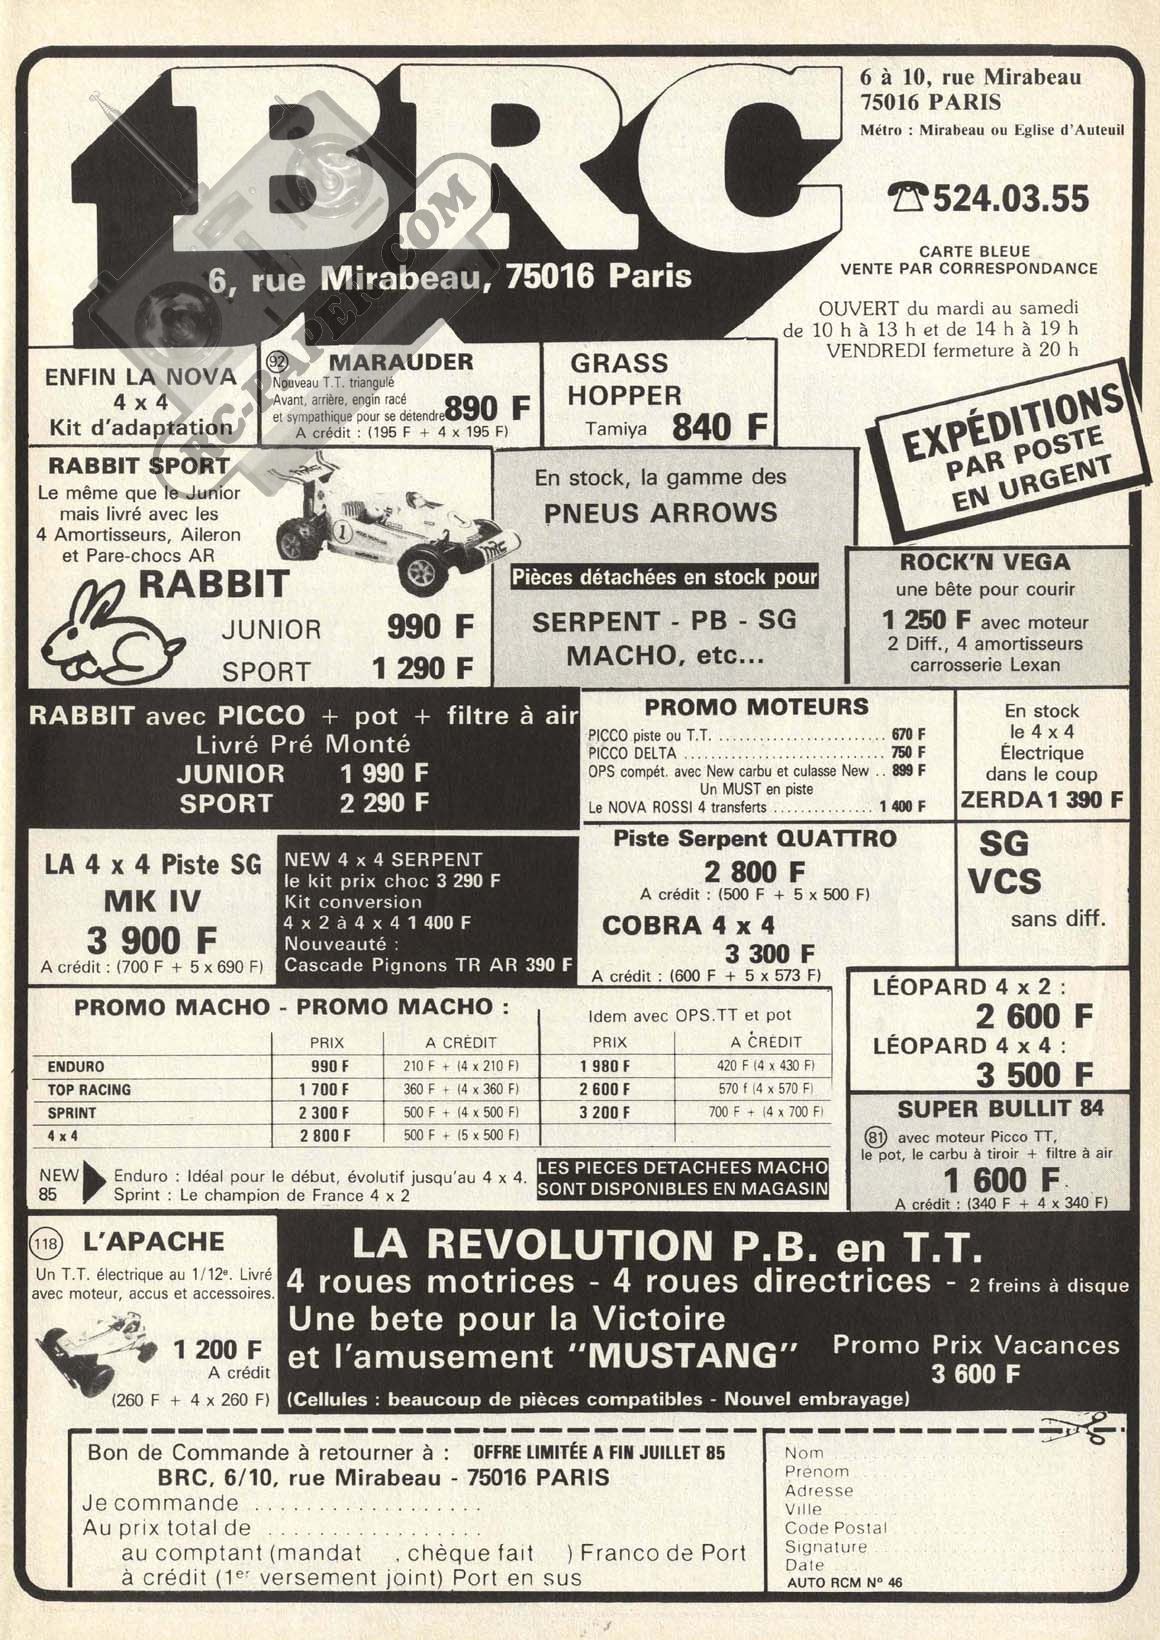 BRC
6, rue Mirabeau, 75016 Paris
6 à 10, rue Mirabeau
75016 PARIS
Métro : Mirabeau ou Eglise d'Auteuil
524.03.55
CARTE BLEUE
VENTE PAR CORRESPONDANCE
OUVERT du mardi au samedi
de 10 h à 13 h et de 14 h à 19 h
VENDREDI fermeture à 20 h
RC-PAPER.COM
EXPÉDITIONS
PAR POSTE
EN URGENT
ENFIN LA NOVA
4 x 4
Kit d'adaptation
92 MARAUDER
Nouveau T.T. triangulé
Avant, arrière, engin racé
et sympathique pour se détendre 890 F
A crédit : (195 F + 4 x 195 F)
GRASS
HOPPER
Tamiya 840 F
RABBIT SPORT
Le même que le Junior
mais livré avec les
4 Amortisseurs, Aileron
et Pare-chocs AR
RABBIT
JUNIOR 990 F
SPORT 1 290 F
1
En stock, la gamme des
PNEUS ARROWS
Pièces détachées en stock pour
SERPENT - PB - SG
MACHO, etc...
ROCK'N VEGA
une bête pour courir
1 250 F avec moteur
2 Diff., 4 amortisseurs
carrosserie Lexan
RABBIT avec PICCO + pot + filtre à air
Livré Pré Monté
JUNIOR 1 990 F
SPORT 2 290 F
PROMO MOTEURS
PICCO piste ou T.T. ........................ 670 F
PICCO DELTA ............................. 750 F
OPS compét. avec New carbu et culasse New .. 899 F
Un MUST en piste
Le NOVA ROSSI 4 transferts .............. 1 400 F
En stock
le 4 x 4
Électrique
dans le coup
ZERDA 1 390 F
LA 4 x 4 Piste SG
MK IV
3 900 F
A crédit : (700 F + 5 x 690 F)
NEW 4 x 4 SERPENT
le kit prix choc 3 290 F
Kit conversion
4 x 2 à 4 x 4 1 400 F
Nouveauté :
Cascade Pignons TR AR 390 F
Piste Serpent QUATTRO
2 800 F
A crédit : (500 F + 5 x 500 F)
COBRA 4 x 4
3 300 F
A crédit : (600 F + 5 x 573 F)
SG
VCS
sans diff.
PROMO MACHO - PROMO MACHO :
Idem avec OPS.TT et pot
PRIX A CRÉDIT PRIX A CRÉDIT
ENDURO 990 F 210 F + (4 x 210 F) 1 980 F 420 F (4 x 430 F)
TOP RACING 1 700 F 360 F + (4 x 360 F) 2 600 F 570 f (4 x 570 F)
SPRINT 2 300 F 500 F + (4 x 500 F) 3 200 F 700 F + (4 x 700 F)
4 x 4 2 800 F 500 F + (5 x 500 F)
NEW
85
Enduro : Idéal pour le début, évolutif jusqu'au 4 x 4.
Sprint : Le champion de France 4 x 2
LES PIECES DETACHEES MACHO
SONT DISPONIBLES EN MAGASIN
LÉOPARD 4 x 2 :
2 600 F
LÉOPARD 4 x 4 :
3 500 F
SUPER BULLIT 84
81 avec moteur Picco TT,
le pot, le carbu à tiroir + filtre à air
1 600 F
A crédit : (340 F + 4 x 340 F)
118 L'APACHE
Un T.T. électrique au 1/12e. Livré
avec moteur, accus et accessoires.
1 200 F
A crédit
(260 F + 4 x 260 F)
LA REVOLUTION P.B. en T.T.
4 roues motrices - 4 roues directrices - 2 freins à disque
Une bete pour la Victoire
et l'amusement "MUSTANG"
Promo Prix Vacances
3 600 F
(Cellules : beaucoup de pièces compatibles - Nouvel embrayage)
Bon de Commande à retourner à : OFFRE LIMITÉE A FIN JUILLET 85
BRC, 6/10, rue Mirabeau - 75016 PARIS
Je commande ...................
Au prix total de ..................
au comptant (mandat , chèque fait ) Franco de Port
à crédit (1er versement joint) Port en sus
Nom
Prénom
Adresse
Ville
Code Postal
Signature
Date
AUTO RCM N° 46